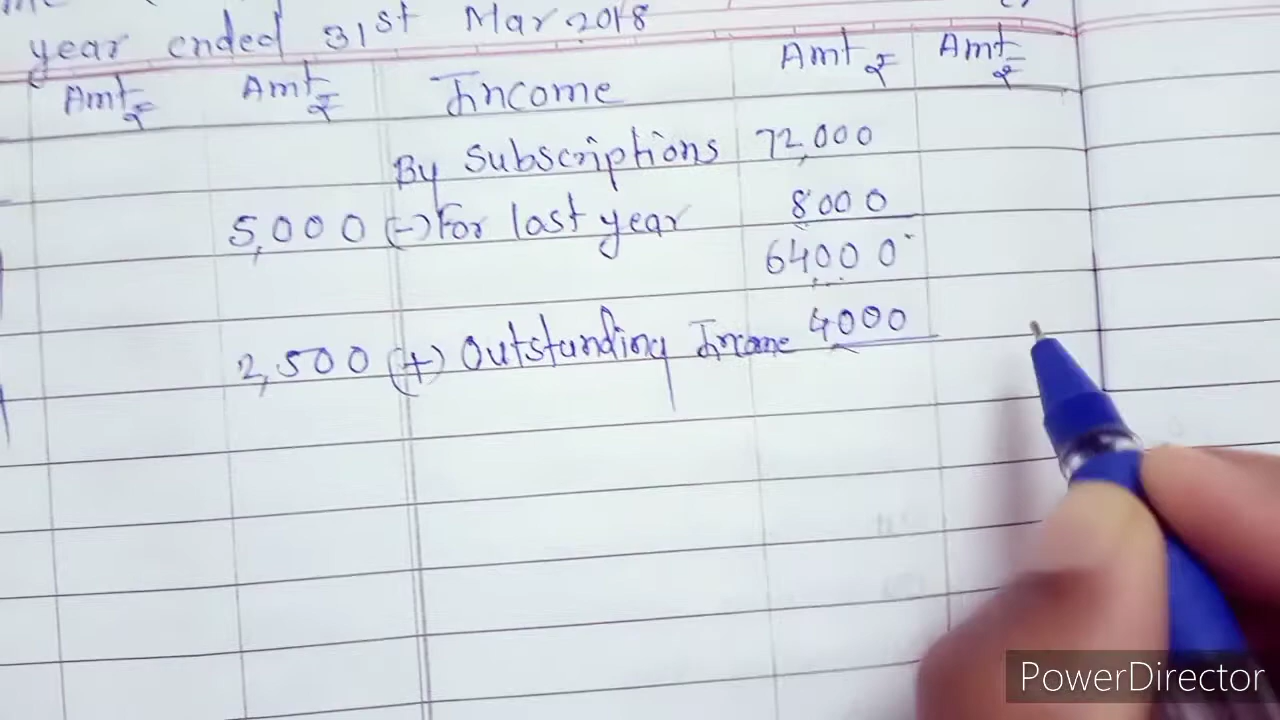 year ended 31st Mar 2018
Amt ₹ Amt ₹ Income Amt ₹ Amt ₹
By Subscriptions 72,000
5,000 (-) For last year 8000
64000
2,500 (+) Outstanding Income 4000
PowerDirector